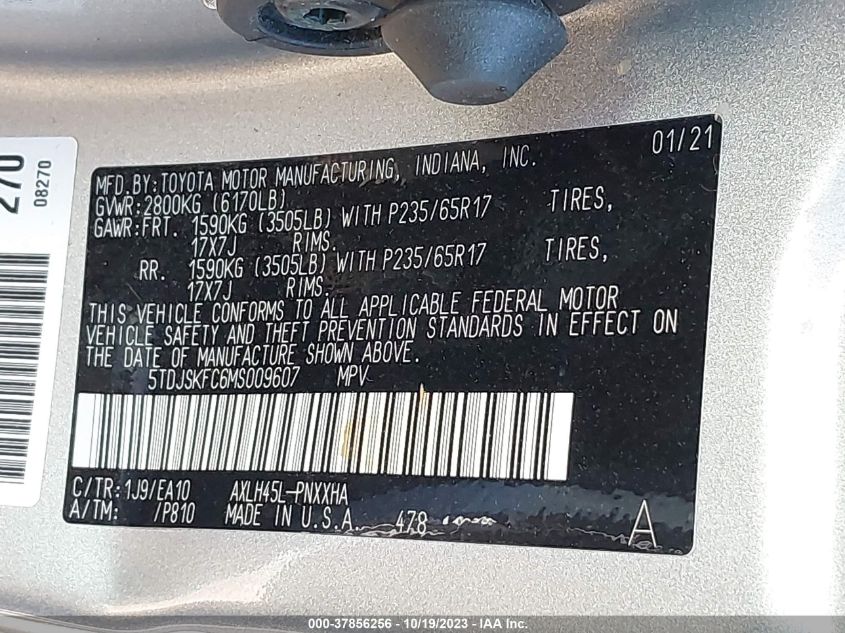 270
08270
01/21
MFD.BY:TOYOTA MOTOR MANUFACTURING, INDIANA, INC.
GVWR:2800KG (6170LB)
GAWR:FRT. 1590KG (3505LB) WITH P235/65R17 TIRES,
17X7J RIMS.
RR. 1590KG (3505LB) WITH P235/65R17 TIRES,
17X7J RIMS.
THIS VEHICLE CONFORMS TO ALL APPLICABLE FEDERAL MOTOR
VEHICLE SAFETY AND THEFT PREVENTION STANDARDS IN EFFECT ON
THE DATE OF MANUFACTURE SHOWN ABOVE.
5TDJSKFC6MS009607 MPV
C/TR:1J9/EA10 AXLH45L-PNXXHA
A/TM: /P810 MADE IN U.S.A. 478 A
000-37856256 - 10/19/2023 - IAA Inc.